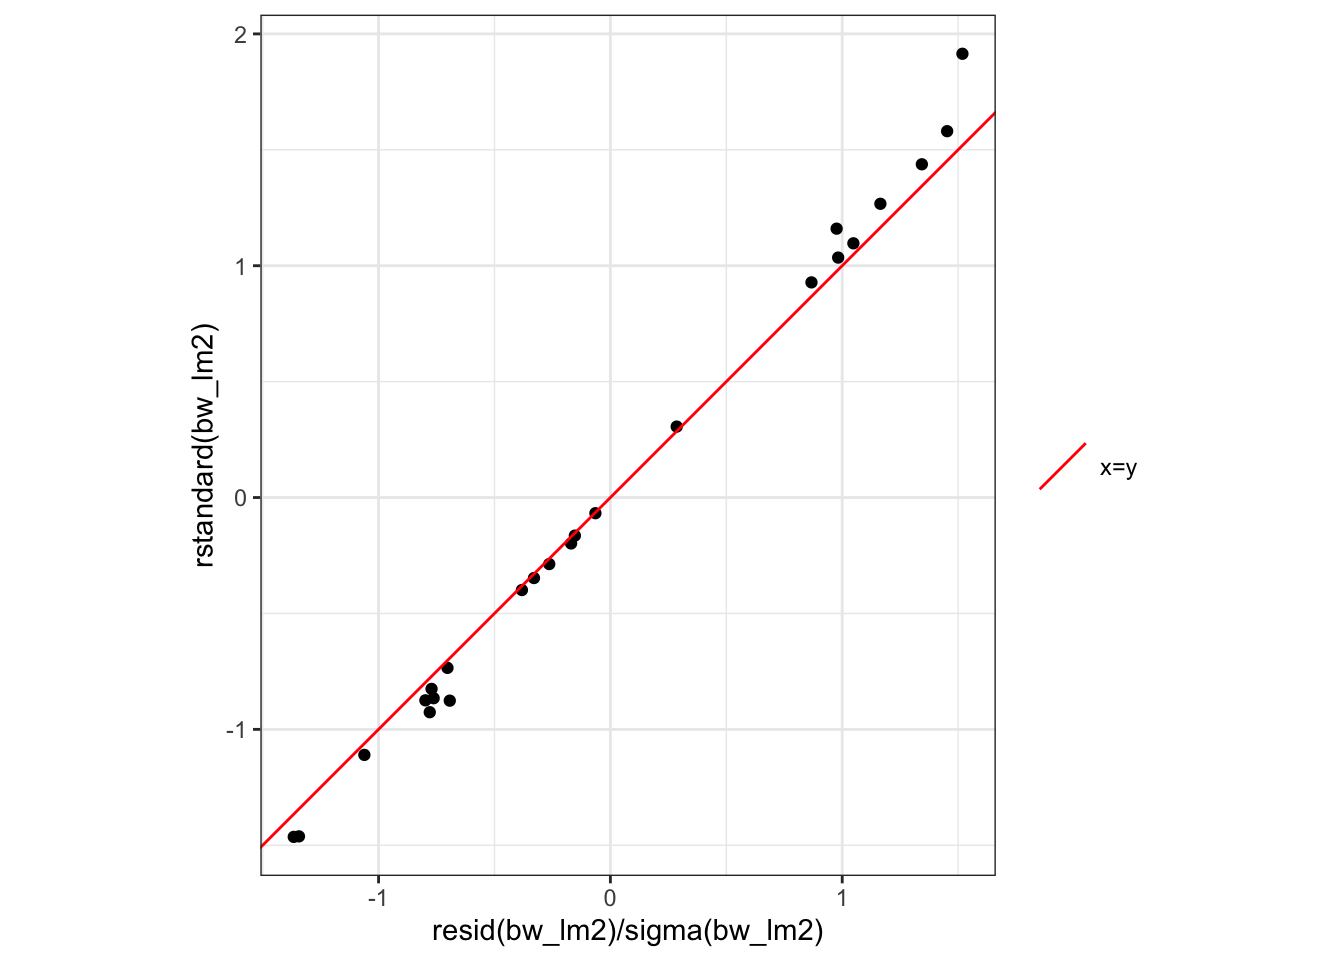 2
1
0
-1
rstandard(bw_lm2)
-1
0
1
resid(bw_lm2)/sigma(bw_lm2)
x=y